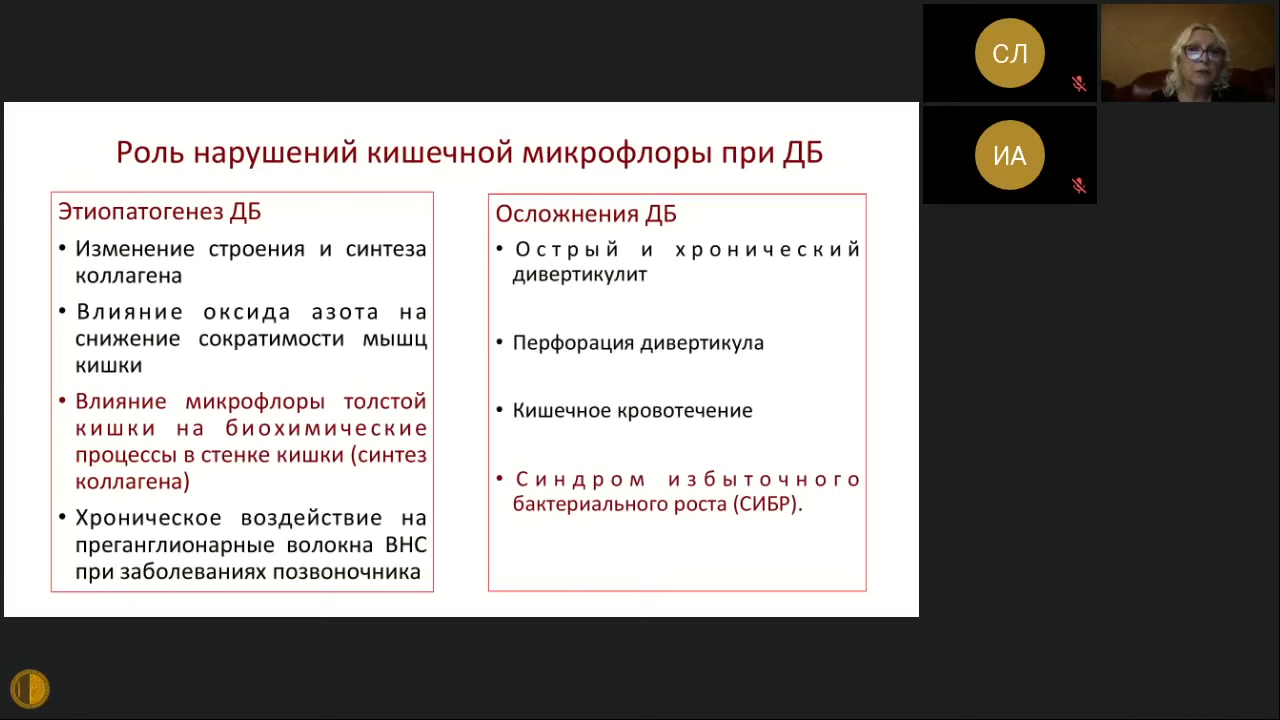 Роль нарушений кишечной микрофлоры при ДБ
Этиопатогенез ДБ
• Изменение строения и синтеза
коллагена
• Влияние оксида азота на
снижение сократимости мышц
кишки
• Влияние микрофлоры толстой
кишки на биохимические
процессы в стенке кишки (синтез
коллагена)
• Хроническое воздействие на
преганглионарные волокна ВНС
при заболеваниях позвоночника
Осложнения ДБ
• Острый и хронический
дивертикулит
• Перфорация дивертикула
• Кишечное кровотечение
• Синдром избыточного
бактериального роста (СИБР).
СЛ
ИА